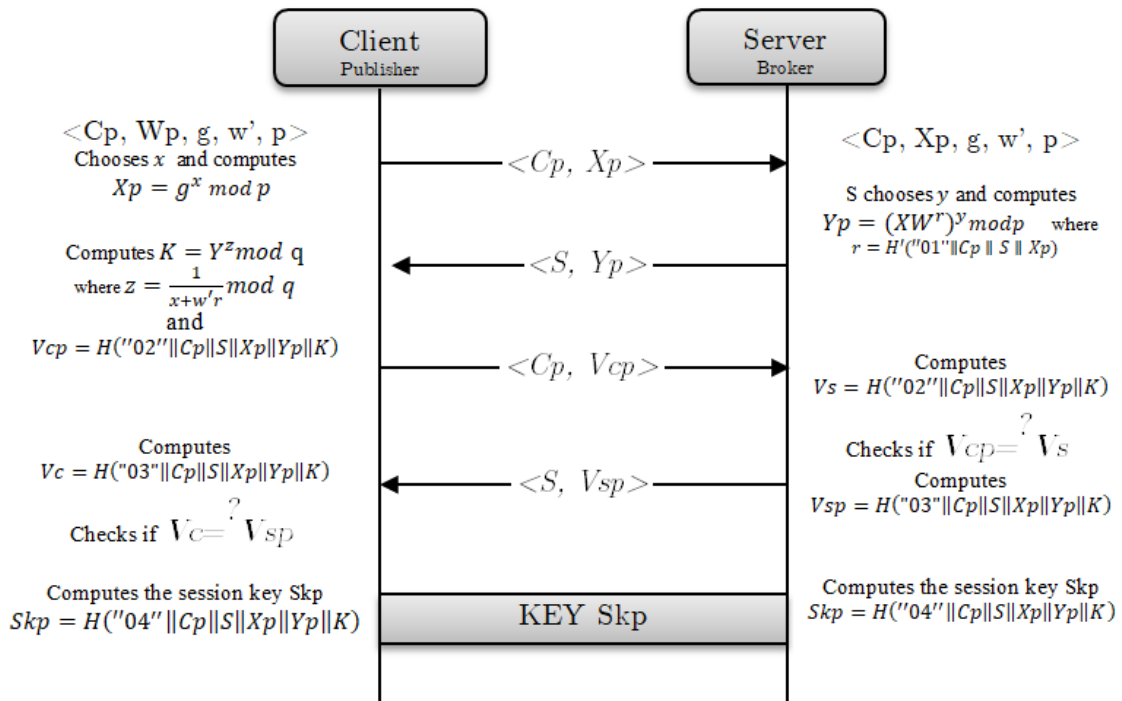 Client
Publisher
Server
Broker
<Cp, Wp, g, w’, p>
Chooses x and computes
Xp = g^x mod p
<Cp, Xp>
<Cp, Xp, g, w’, p>
S chooses y and computes
Yp = (XW^r)^y modp where
r = H′("01"‖Cp ‖ S ‖ Xp)
Computes K = Y^z mod q
where z = 1/(x+w′r) mod q
and
Vcp = H("02"‖Cp‖S‖Xp‖Yp‖K)
<S, Yp>
<Cp, Vcp>
Computes
Vs = H("02"‖Cp‖S‖Xp‖Yp‖K)
Checks if Vcp=? Vs
Computes
Vsp = H("03"‖Cp‖S‖Xp‖Yp‖K)
<S, Vsp>
Computes
Vc = H("03"‖Cp‖S‖Xp‖Yp‖K)
Checks if Vc=? Vsp
Computes the session key Skp
Skp = H("04"‖Cp‖S‖Xp‖Yp‖K)
KEY Skp
Computes the session key Skp
Skp = H("04"‖Cp‖S‖Xp‖Yp‖K)